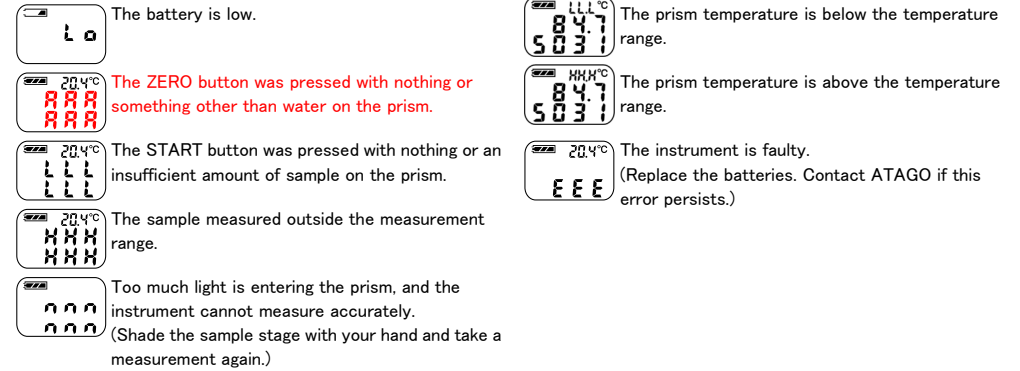 Lo
The battery is low.
20.4℃
AAA
AAA
The ZERO button was pressed with nothing or
something other than water on the prism.
20.4℃
LLL
LLL
The START button was pressed with nothing or an
insufficient amount of sample on the prism.
20.4℃
HHH
HHH
The sample measured outside the measurement
range.
nnn
nnn
Too much light is entering the prism, and the
instrument cannot measure accurately.
(Shade the sample stage with your hand and take a
measurement again.)
LL.L℃
84.7
5031
The prism temperature is below the temperature
range.
HH.H℃
84.7
5031
The prism temperature is above the temperature
range.
20.4℃
EEE
The instrument is faulty.
(Replace the batteries. Contact ATAGO if this
error persists.)